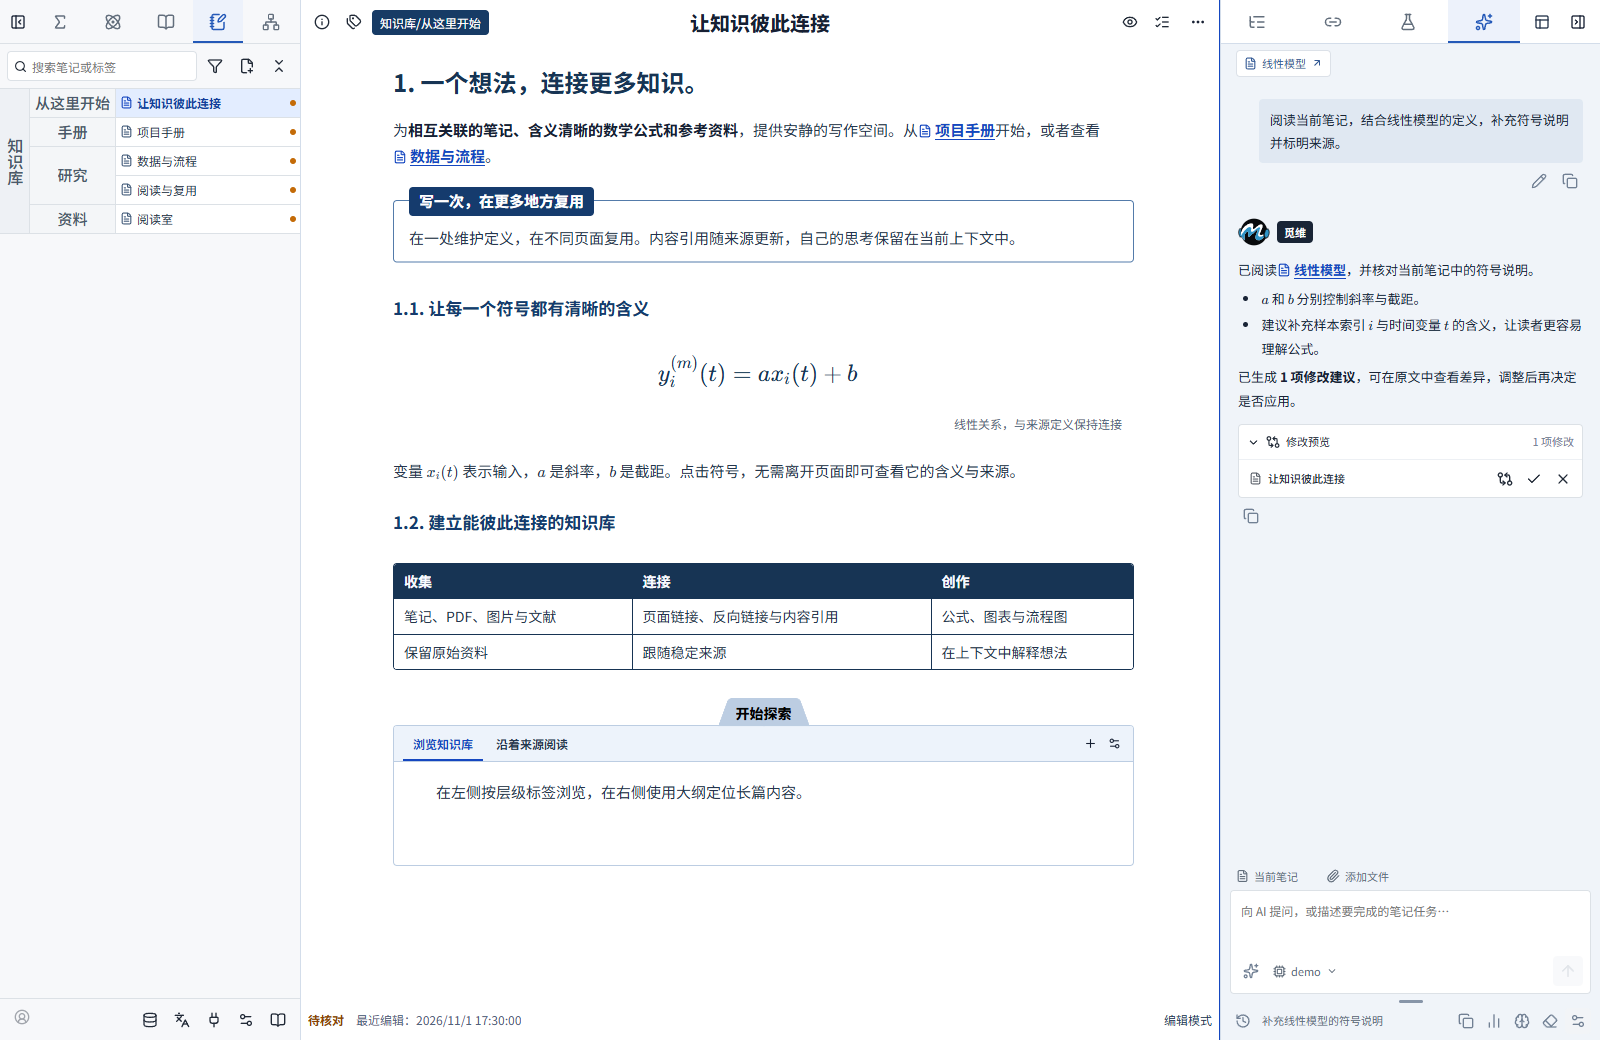 知识库/从这里开始
让知识彼此连接
搜索笔记或标签
知识库
从这里开始
让知识彼此连接
手册
项目手册
研究
数据与流程
阅读与复用
资料
阅读室
1. 一个想法，连接更多知识。
为相互关联的笔记、含义清晰的数学公式和参考资料，提供安静的写作空间。从项目手册开始，或者查看
数据与流程。
写一次，在更多地方复用
在一处维护定义，在不同页面复用。内容引用随来源更新，自己的思考保留在当前上下文中。
1.1. 让每一个符号都有清晰的含义
y_i^{(m)}(t) = ax_i(t) + b
线性关系，与来源定义保持连接
变量 x_i(t) 表示输入，a 是斜率，b 是截距。点击符号，无需离开页面即可查看它的含义与来源。
1.2. 建立能彼此连接的知识库
收集 连接 创作
笔记、PDF、图片与文献 页面链接、反向链接与内容引用 公式、图表与流程图
保留原始资料 跟随稳定来源 在上下文中解释想法
开始探索
浏览知识库 沿着来源阅读
在左侧按层级标签浏览，在右侧使用大纲定位长篇内容。
待核对 最近编辑：2026/11/1 17:30:00
编辑模式
线性模型
阅读当前笔记，结合线性模型的定义，补充符号说明
并标明来源。
觅维
已阅读线性模型，并核对当前笔记中的符号说明。
• a 和 b 分别控制斜率与截距。
• 建议补充样本索引 i 与时间变量 t 的含义，让读者更容易
理解公式。
已生成 1 项修改建议，可在原文中查看差异，调整后再决定
是否应用。
修改预览 1 项修改
让知识彼此连接
当前笔记 添加文件
向 AI 提问，或描述要完成的笔记任务…
demo
补充线性模型的符号说明